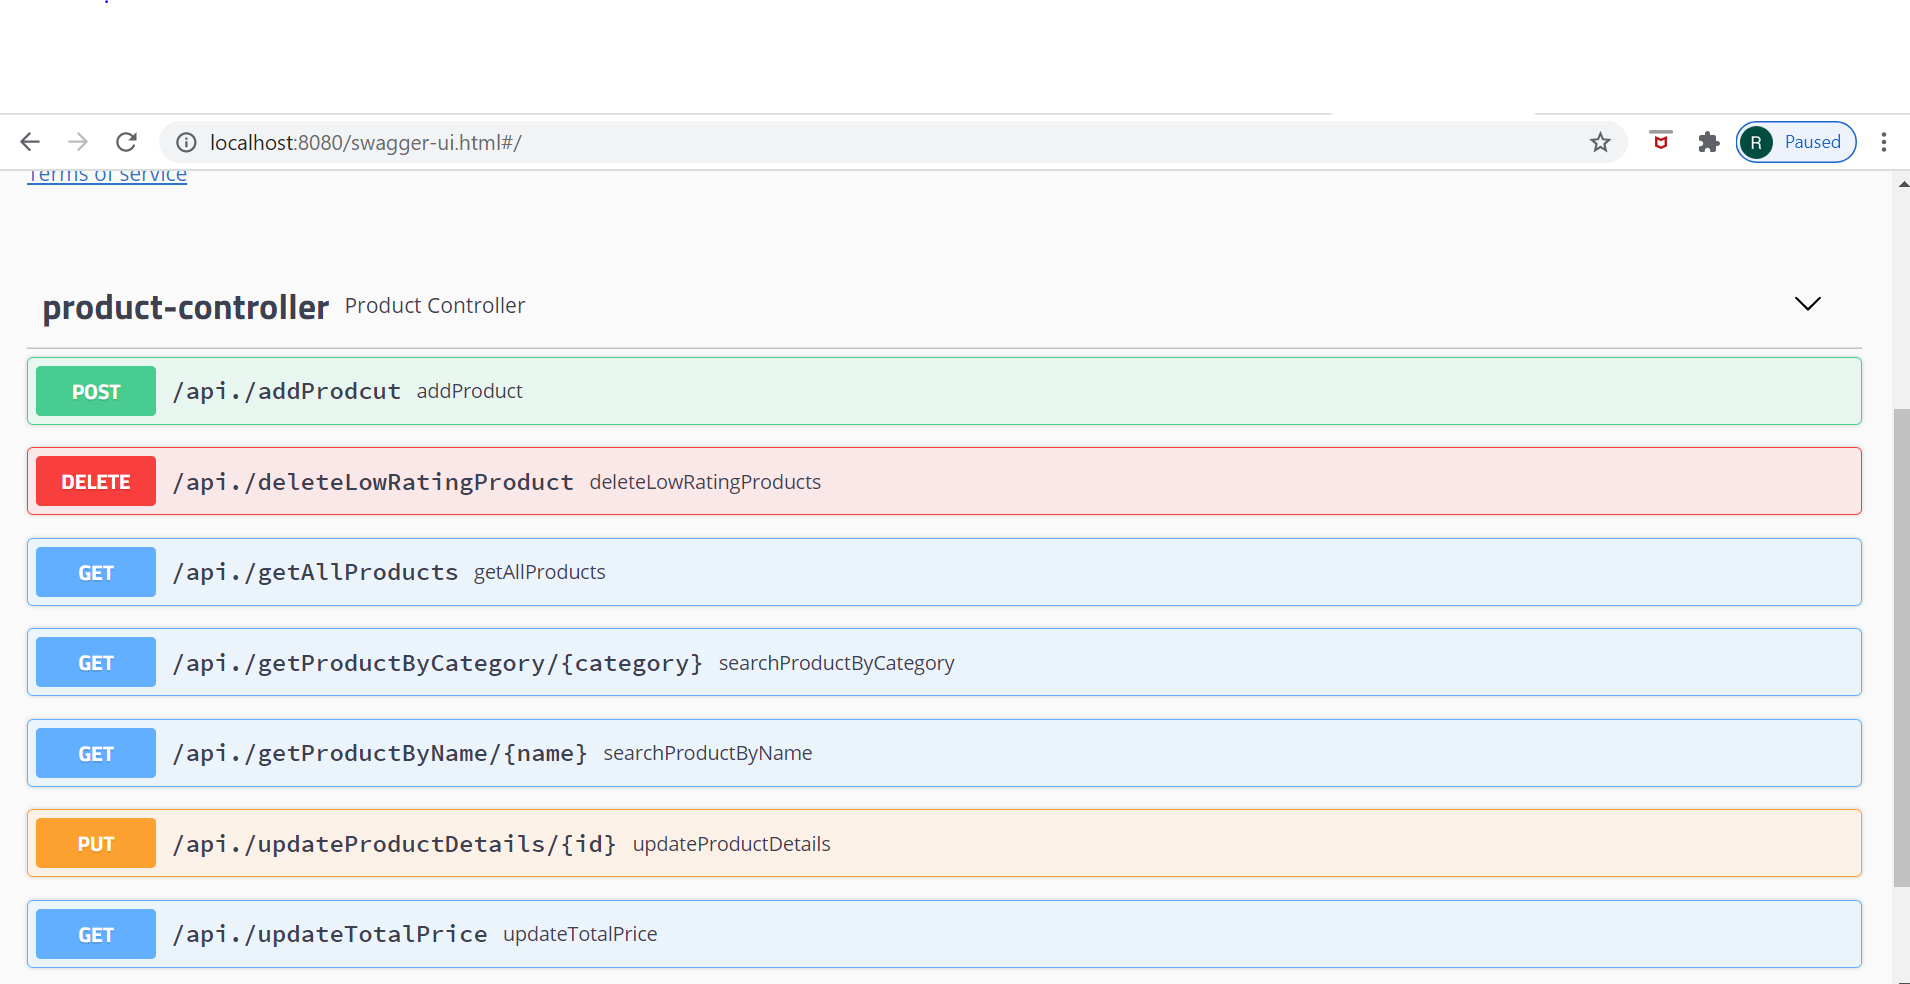 localhost:8080/swagger-ui.html#/
R Paused
Terms of service
product-controller Product Controller
POST /api./addProdcut addProduct
DELETE /api./deleteLowRatingProduct deleteLowRatingProducts
GET /api./getAllProducts getAllProducts
GET /api./getProductByCategory/{category} searchProductByCategory
GET /api./getProductByName/{name} searchProductByName
PUT /api./updateProductDetails/{id} updateProductDetails
GET /api./updateTotalPrice updateTotalPrice